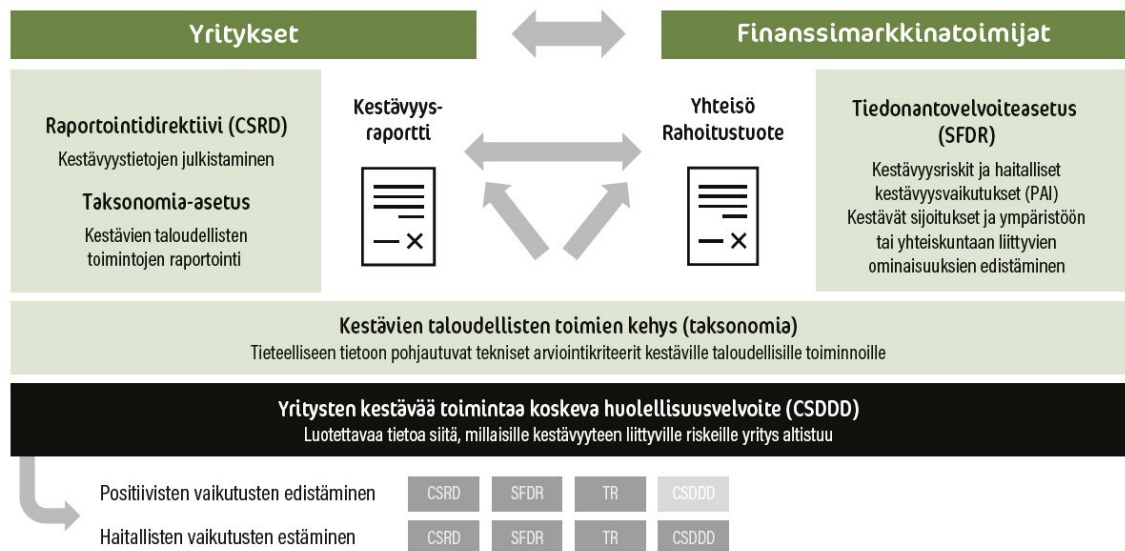 Yritykset
Finanssimarkkinatoimijat
Raportointidirektiivi (CSRD)
Kestävyystietojen julkistaminen
Taksonomia-asetus
Kestävien taloudellisten
toimintojen raportointi
Kestävyys-
raportti
Yhteisö
Rahoitustuote
Tiedonantovelvoiteasetus
(SFDR)
Kestävyysriskit ja haitalliset
kestävyysvaikutukset (PAI)
Kestävät sijoitukset ja ympäristöön
tai yhteiskuntaan liittyvien
ominaisuuksien edistäminen
Kestävien taloudellisten toimien kehys (taksonomia)
Tieteelliseen tietoon pohjautuvat tekniset arviointikriteerit kestäville taloudellisille toiminnoille
Yritysten kestävää toimintaa koskeva huolellisuusvelvoite (CSDDD)
Luotettavaa tietoa siitä, millaisille kestävyyteen liittyville riskeille yritys altistuu
Positiivisten vaikutusten edistäminen CSRD SFDR TR CSDDD
Haitallisten vaikutusten estäminen CSRD SFDR TR CSDDD